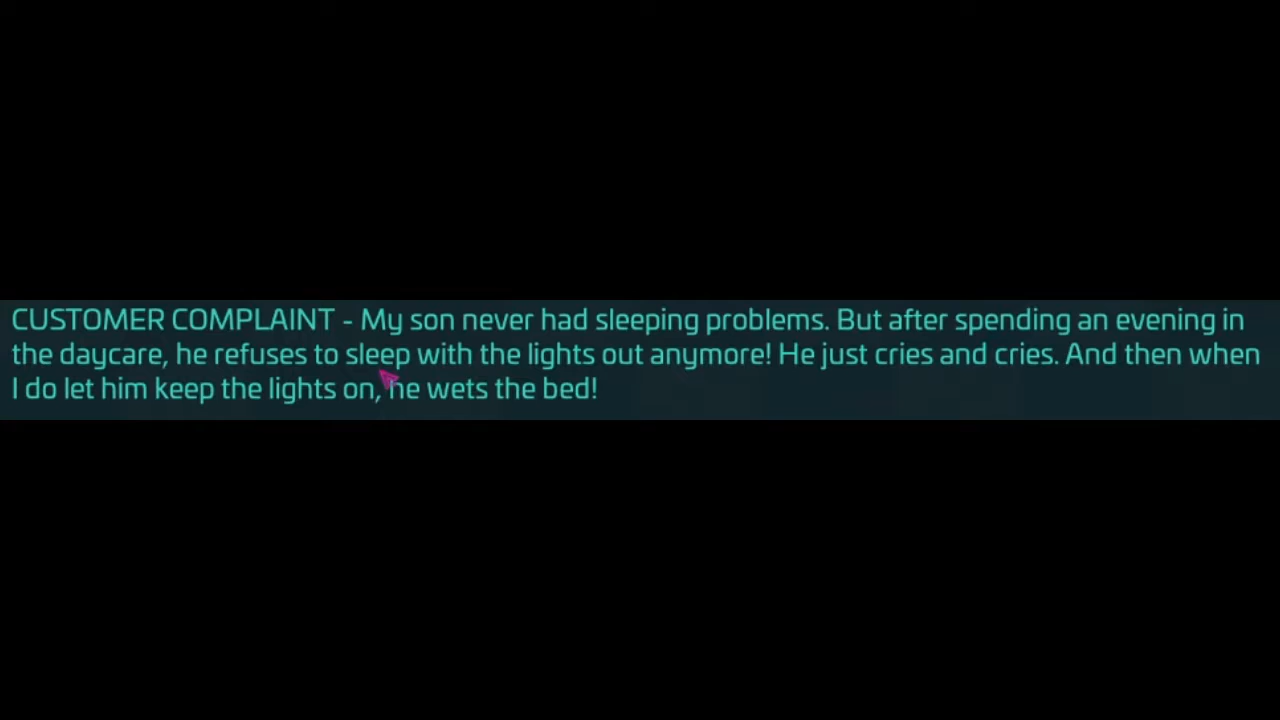 CUSTOMER COMPLAINT - My son never had sleeping problems. But after spending an evening in
the daycare, he refuses to sleep with the lights out anymore! He just cries and cries. And then when
I do let him keep the lights on, he wets the bed!